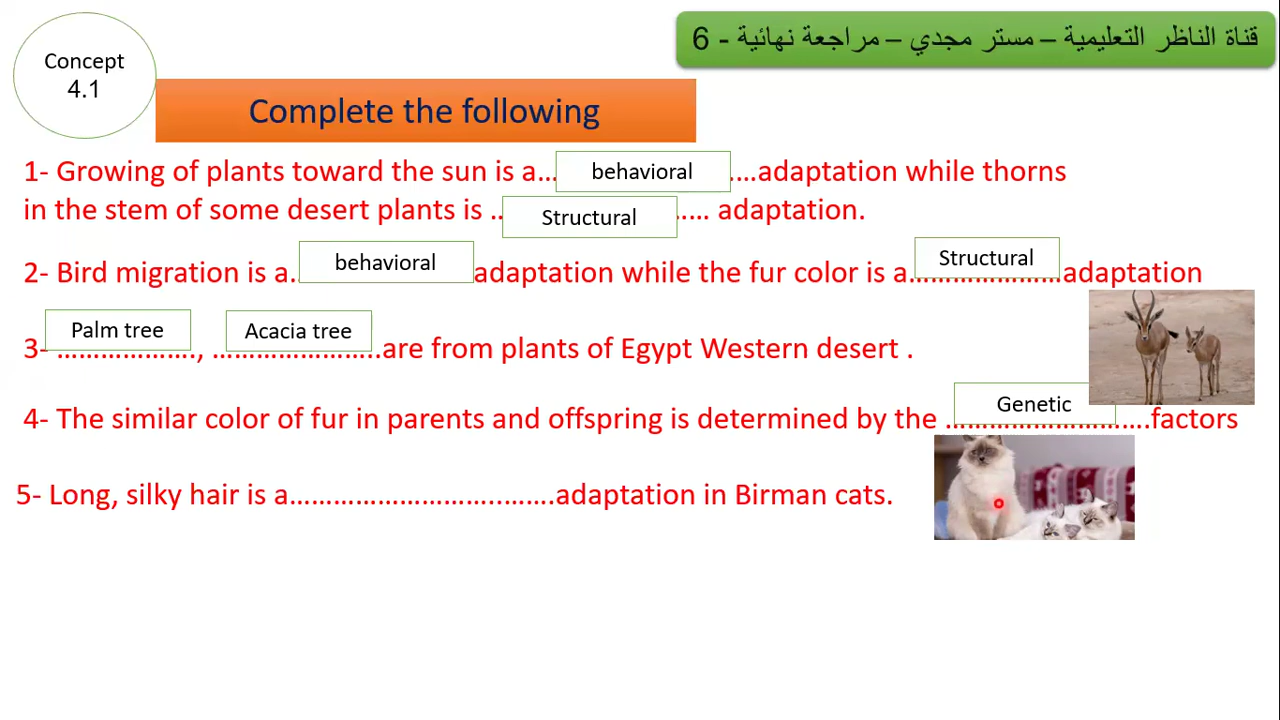 Concept
4.1
قناة الناظر التعليمية – مستر مجدي – مراجعة نهائية - 6
Complete the following
1- Growing of plants toward the sun is a… behavioral ….adaptation while thorns
in the stem of some desert plants is .. Structural ..… adaptation.
2- Bird migration is a. behavioral adaptation while the fur color is a………………… Structural adaptation
3- Palm tree ……………….., Acacia tree …………………..are from plants of Egypt Western desert .
4- The similar color of fur in parents and offspring is determined by the Genetic ……………………….factors
5- Long, silky hair is a………………………..…….adaptation in Birman cats.